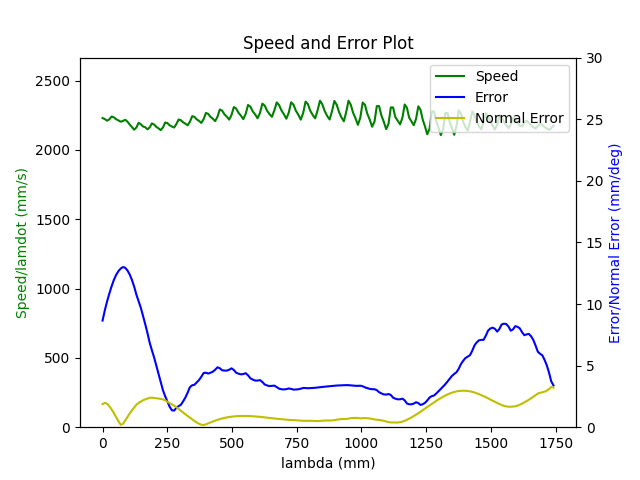 Speed and Error Plot
Speed
Error
Normal Error
2500
2000
1500
1000
500
0
30
25
20
15
10
5
0
Speed/lamdot (mm/s)
Error/Normal Error (mm/deg)
0 250 500 750 1000 1250 1500 1750
lambda (mm)